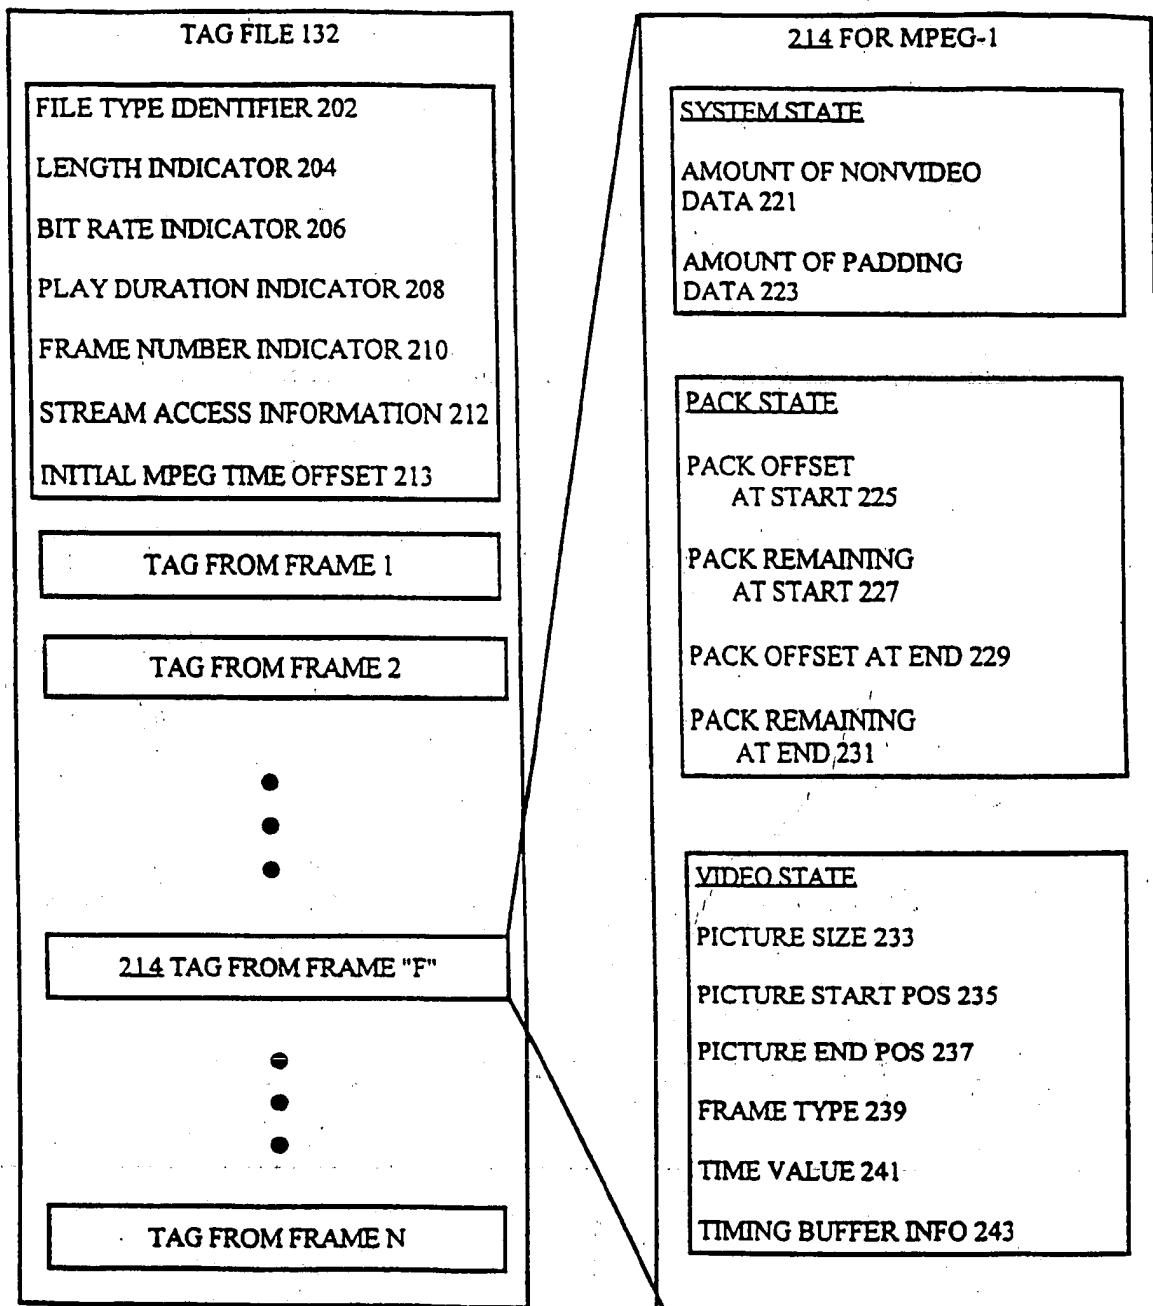 TAG FILE 132
FILE TYPE IDENTIFIER 202
LENGTH INDICATOR 204
BIT RATE INDICATOR 206
PLAY DURATION INDICATOR 208
FRAME NUMBER INDICATOR 210
STREAM ACCESS INFORMATION 212
INITIAL MPEG TIME OFFSET 213
TAG FROM FRAME 1
TAG FROM FRAME 2
214 TAG FROM FRAME "F"
TAG FROM FRAME N
214 FOR MPEG-1
SYSTEM STATE
AMOUNT OF NONVIDEO
DATA 221
AMOUNT OF PADDING
DATA 223
PACK STATE
PACK OFFSET
AT START 225
PACK REMAINING
AT START 227
PACK OFFSET AT END 229
PACK REMAINING
AT END 231
VIDEO STATE
PICTURE SIZE 233
PICTURE START POS 235
PICTURE END POS 237
FRAME TYPE 239
TIME VALUE 241
TIMING BUFFER INFO 243